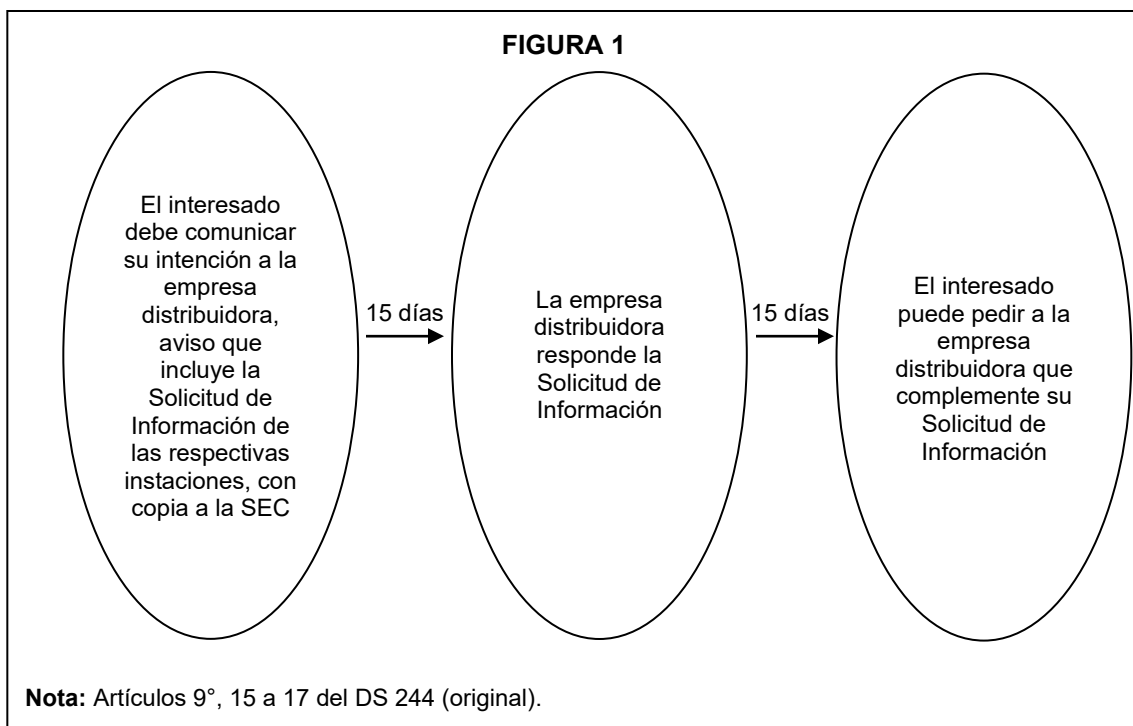 FIGURA 1
El interesado
debe comunicar
su intención a la
empresa
distribuidora,
aviso que
incluye la
Solicitud de
Información de
las respectivas
instaciones, con
copia a la SEC
15 días
La empresa
distribuidora
responde la
Solicitud de
Información
15 días
El interesado
puede pedir a la
empresa
distribuidora que
complemente su
Solicitud de
Información
Nota: Artículos 9°, 15 a 17 del DS 244 (original).